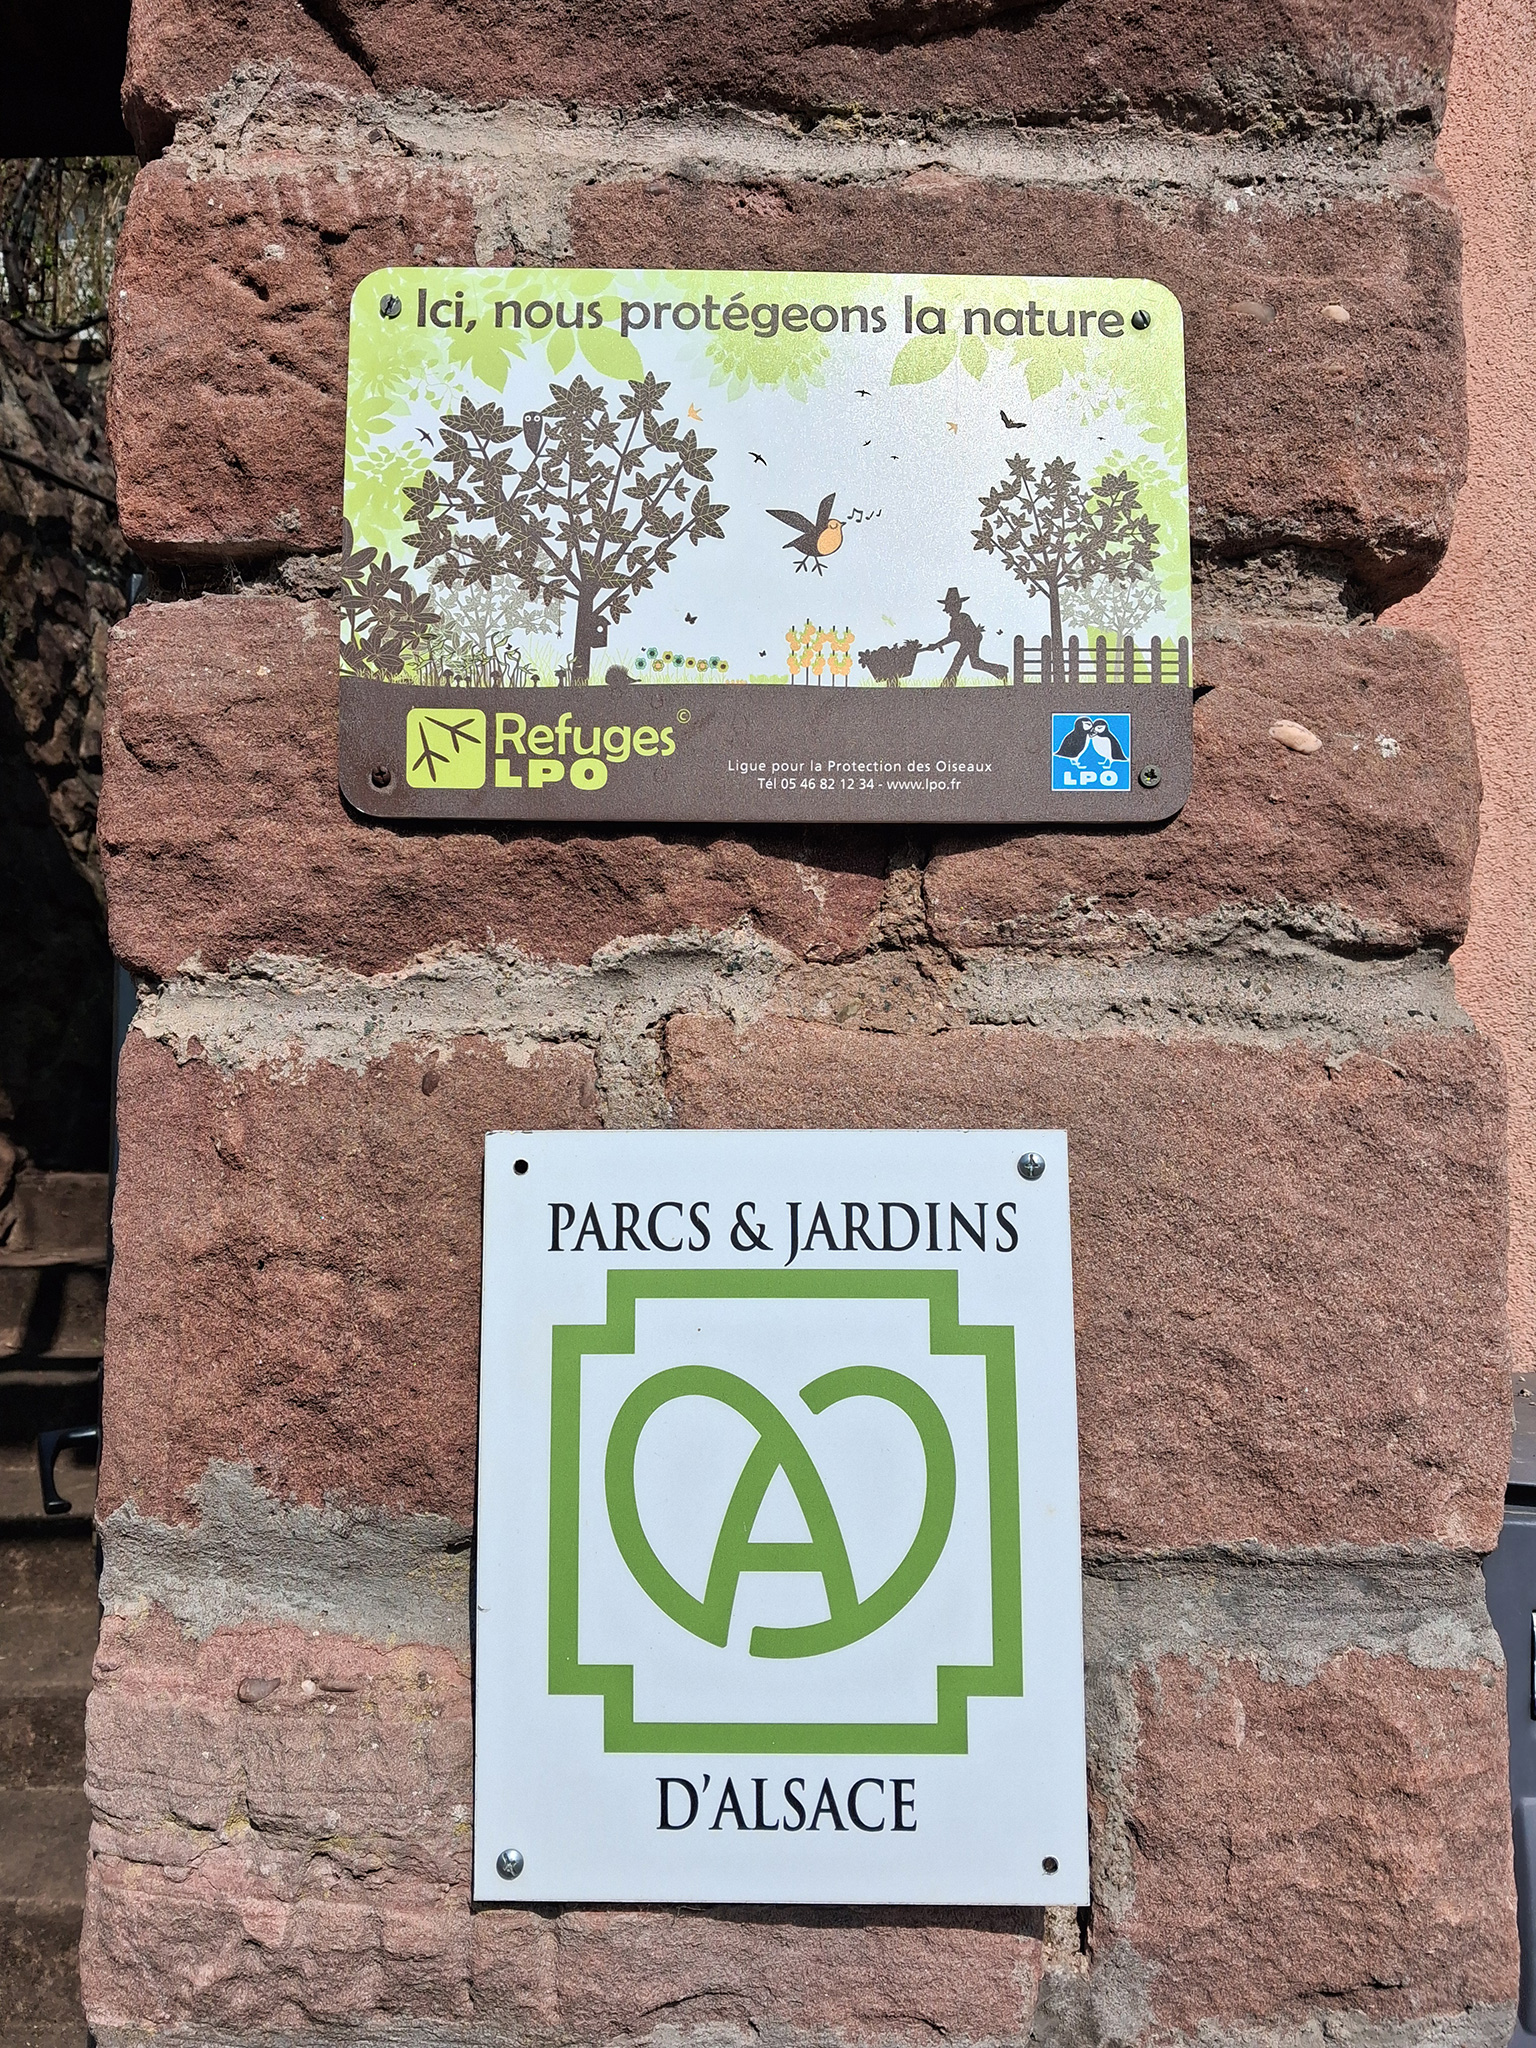 Ici, nous protégeons la nature
Refuges©
LPO
Ligue pour la Protection des Oiseaux
Tél 05 46 82 12 34 - www.lpo.fr
LPO
PARCS & JARDINS
A
D'ALSACE